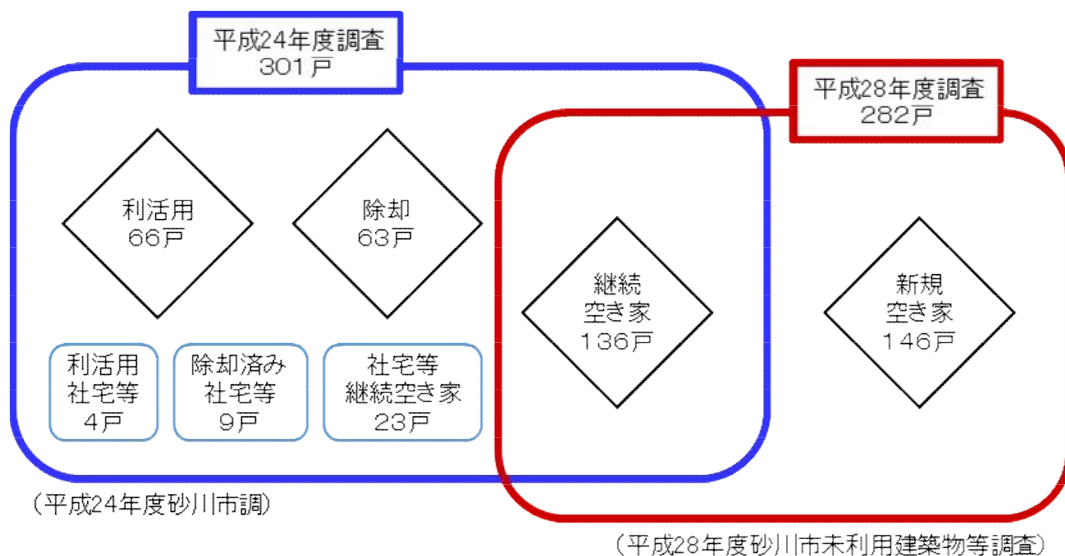 平成24年度調査
301戸
平成28年度調査
282戸
利活用
66戸
除却
63戸
継続
空き家
136戸
新規
空き家
146戸
利活用
社宅等
4戸
除却済み
社宅等
9戸
社宅等
継続空き家
23戸
(平成24年度砂川市調)
(平成28年度砂川市未利用建築物等調査)